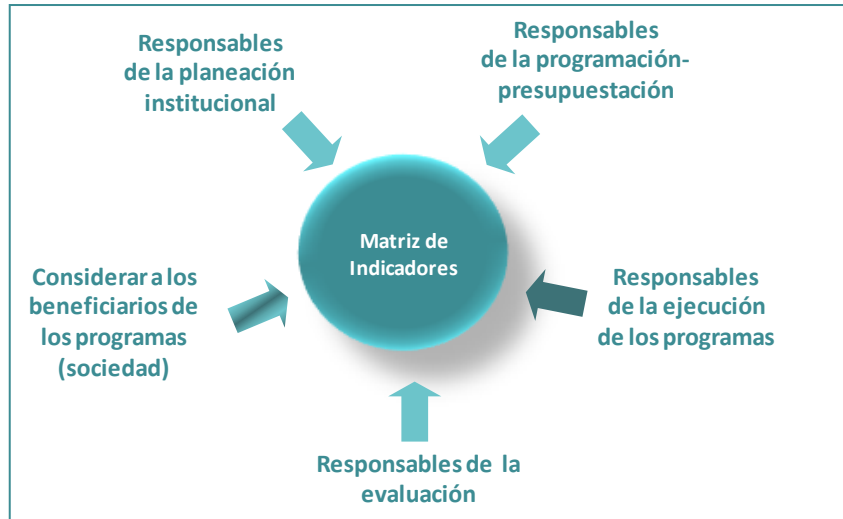 Responsables
de la planeación
institucional
Responsables
de la programación-
presupuestación
Matriz de
Indicadores
Considerar a los
beneficiarios de
los programas
(sociedad)
Responsables
de la ejecución
de los programas
Responsables de la
evaluación